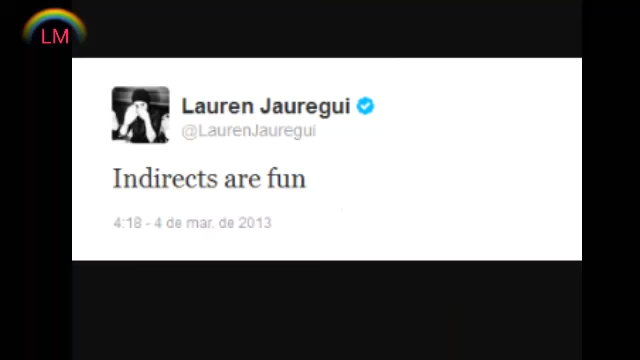 LM
Lauren Jauregui
@LaurenJauregui
Indirects are fun
4:18 - 4 de mar. de 2013